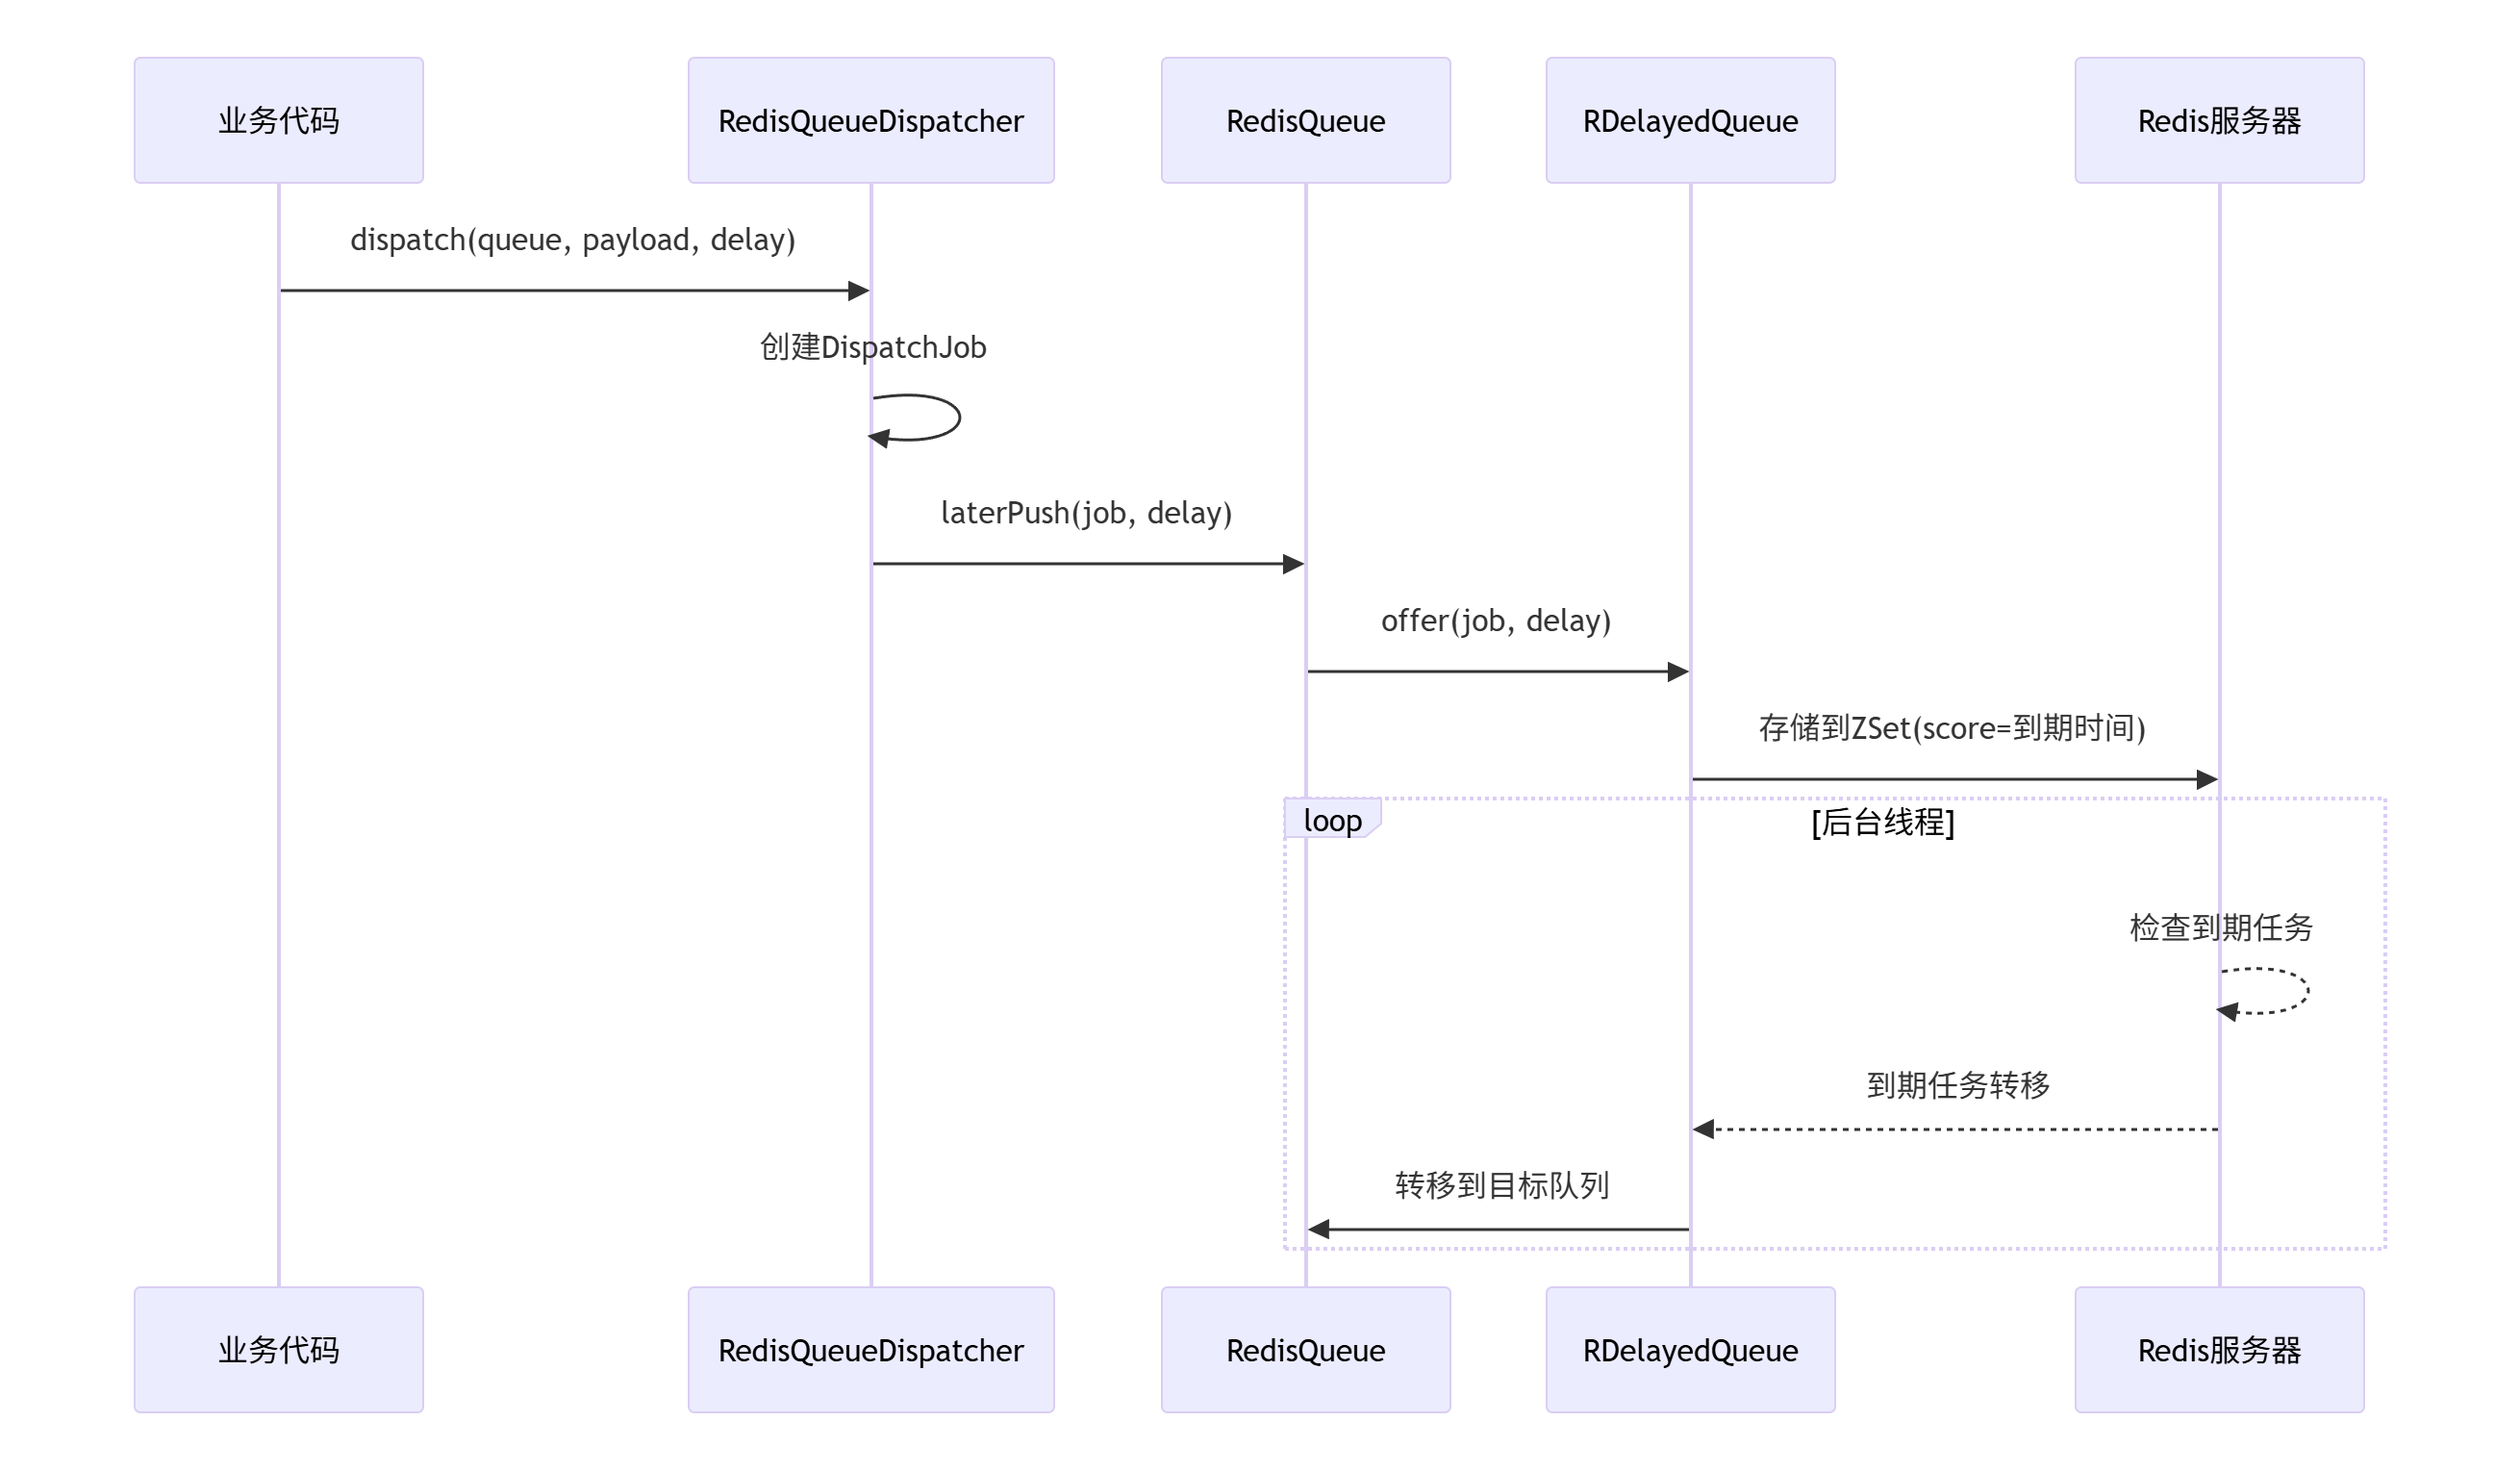 业务代码
RedisQueueDispatcher
RedisQueue
RDelayedQueue
Redis服务器
dispatch(queue, payload, delay)
创建DispatchJob
laterPush(job, delay)
offer(job, delay)
存储到ZSet(score=到期时间)
loop
[后台线程]
检查到期任务
到期任务转移
转移到目标队列
业务代码
RedisQueueDispatcher
RedisQueue
RDelayedQueue
Redis服务器